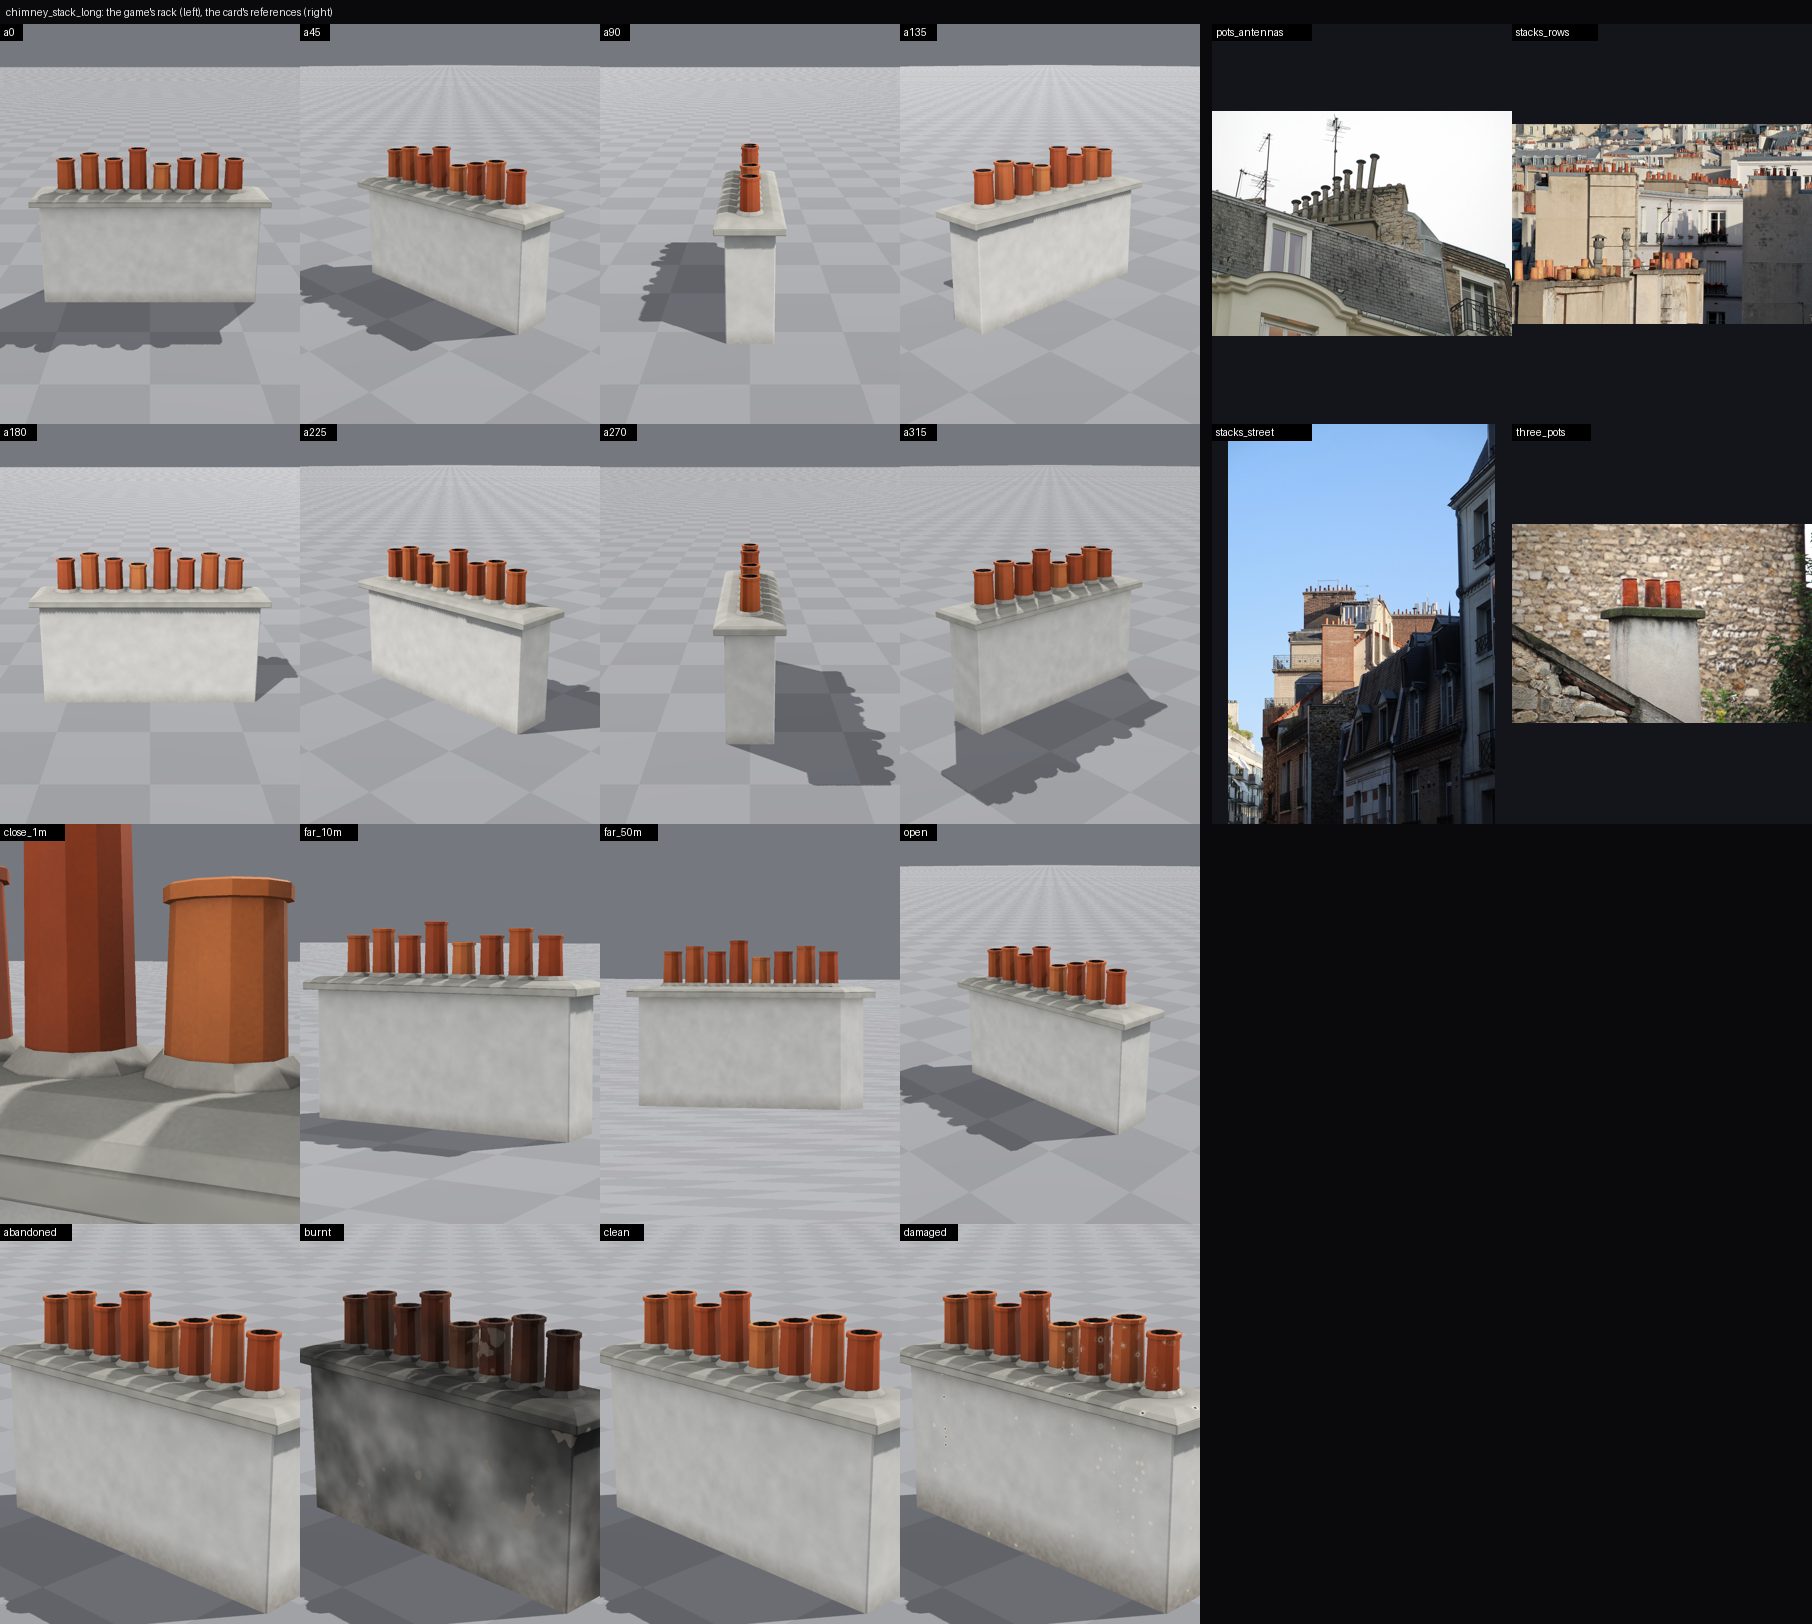 chimney_stack_long: the game's rack (left), the card's references (right)
a0
a45
a90
a135
pots_antennas
stacks_rows
a180
a225
a270
a315
stacks_street
three_pots
close_1m
far_10m
far_50m
open
abandoned
burnt
clean
damaged